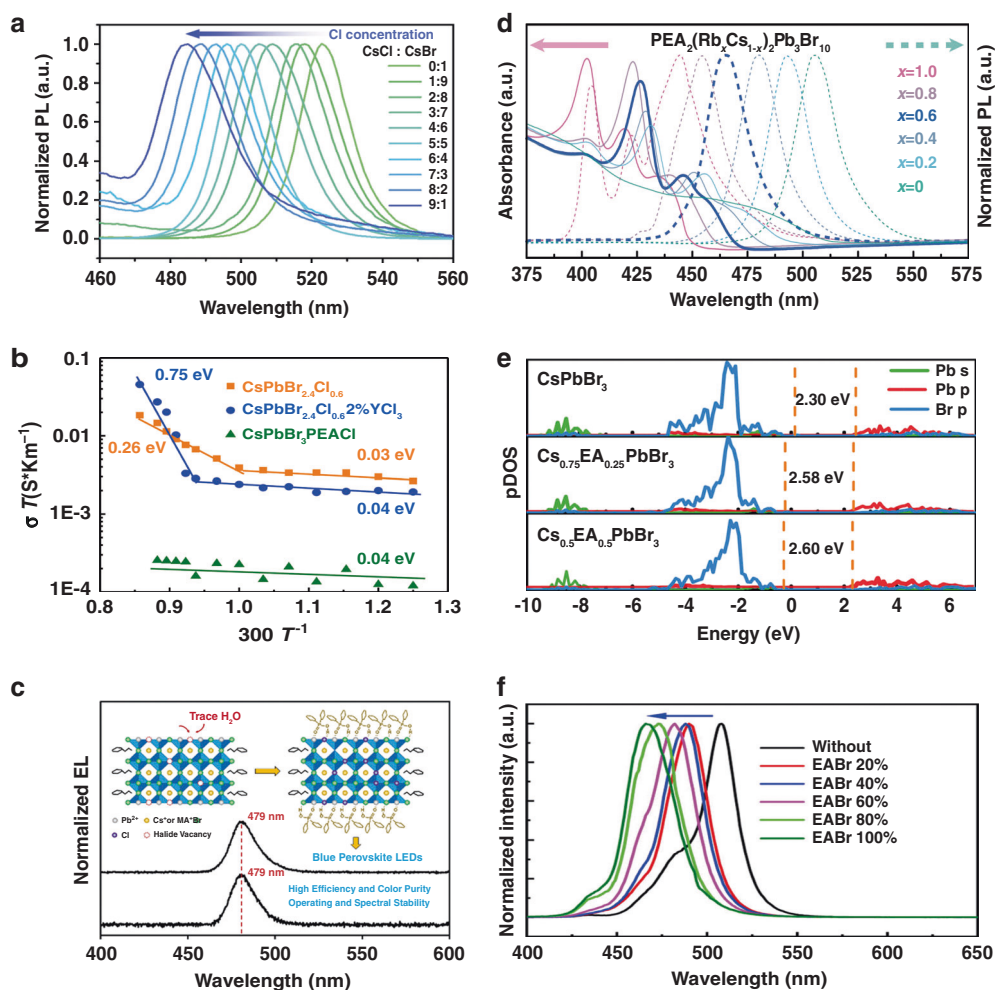 a
Normalized PL (a.u.)
1.0
0.8
0.6
0.4
0.2
0.0
Cl concentration
CsCl : CsBr
0:1
1:9
2:8
3:7
4:6
5:5
6:4
7:3
8:2
9:1
460 480 500 520 540 560
Wavelength (nm)
d
Absorbance (a.u.)
PEA2(RbxCs1-x)2Pb3Br10
x=1.0
x=0.8
x=0.6
x=0.4
x=0.2
x=0
Normalized PL (a.u.)
375 400 425 450 475 500 525 550 575
Wavelength (nm)
b
σ T(S*Km⁻¹)
0.1
0.01
1E-3
1E-4
0.75 eV
CsPbBr2.4Cl0.6
CsPbBr2.4Cl0.62%YCl3
CsPbBr3PEACl
0.26 eV
0.03 eV
0.04 eV
0.04 eV
0.8 0.9 1.0 1.1 1.2 1.3
300 T⁻¹
e
pDOS
CsPbBr3
2.30 eV
Pb s
Pb p
Br p
Cs0.75EA0.25PbBr3
2.58 eV
Cs0.5EA0.5PbBr3
2.60 eV
-10 -8 -6 -4 -2 0 2 4 6
Energy (eV)
c
Normalized EL
Trace H2O
Pb²⁺
Cs⁺or MA⁺Br
Cl
Halide Vacancy
479 nm
Blue Perovskite LEDs
479 nm
High Efficiency and Color Purity
Operating and Spectral Stability
400 450 500 550 600
Wavelength (nm)
f
Normalized intensity (a.u.)
Without
EABr 20%
EABr 40%
EABr 60%
EABr 80%
EABr 100%
400 450 500 550 600 650
Wavelength (nm)